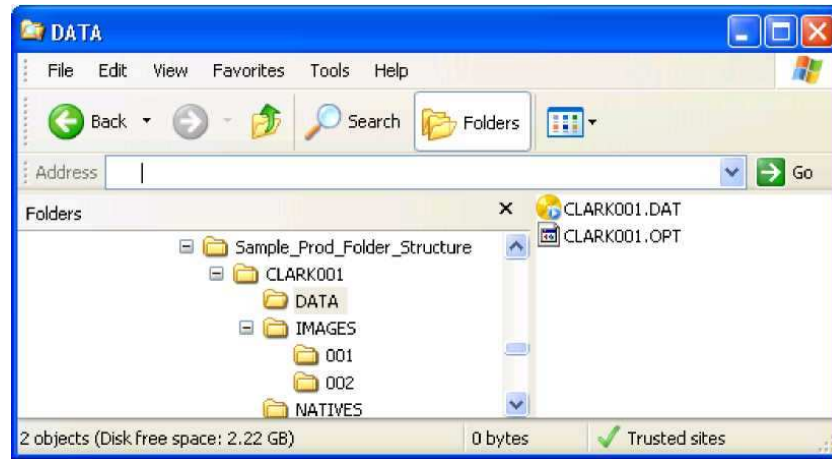 DATA
File Edit View Favorites Tools Help
Back Search Folders
Address Go
Folders
Sample_Prod_Folder_Structure
CLARK001
DATA
IMAGES
001
002
NATIVES
CLARK001.DAT
CLARK001.OPT
2 objects (Disk free space: 2.22 GB) 0 bytes Trusted sites